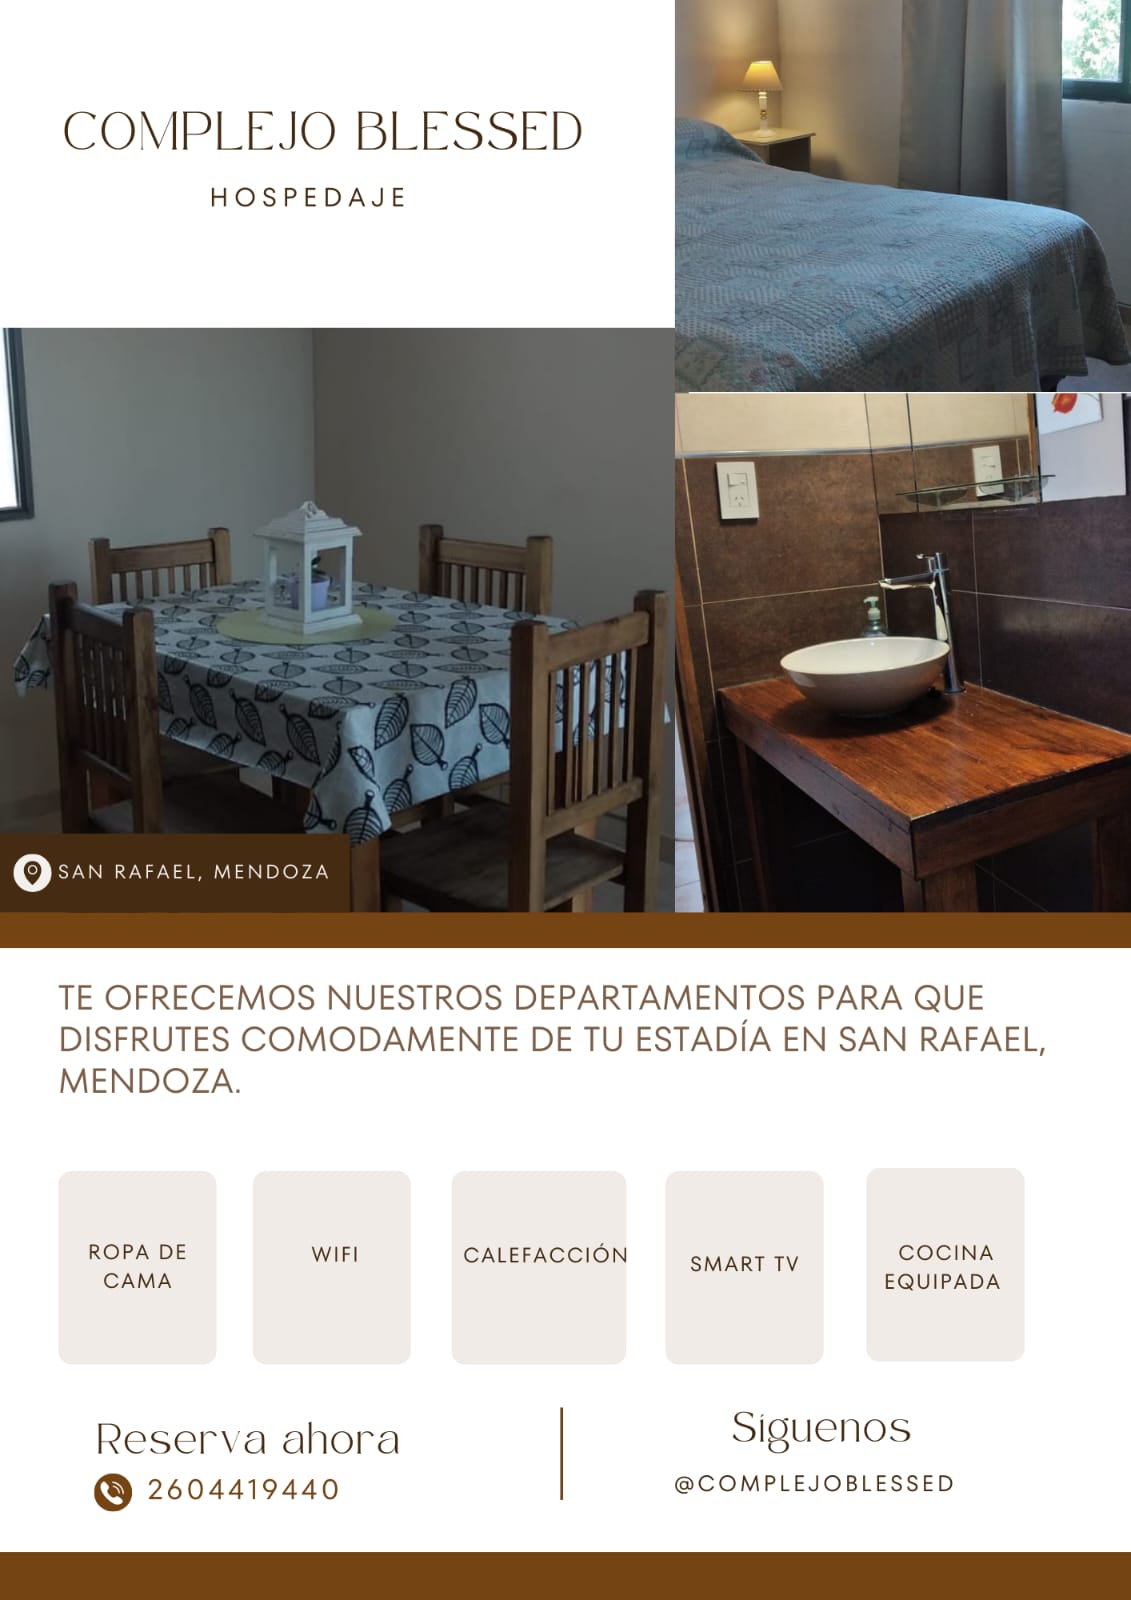 COMPLEJO BLESSED
HOSPEDAJE
SAN RAFAEL, MENDOZA
TE OFRECEMOS NUESTROS DEPARTAMENTOS PARA QUE
DISFRUTES COMODAMENTE DE TU ESTADÍA EN SAN RAFAEL,
MENDOZA.
ROPA DE
CAMA
WIFI
CALEFACCIÓN
SMART TV
COCINA
EQUIPADA
Reserva ahora
2604419440
Síguenos
@COMPLEJOBLESSED